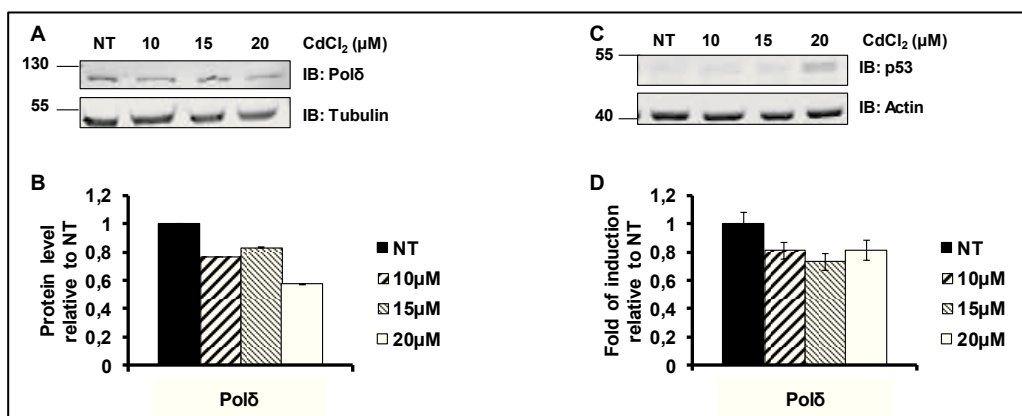 A
NT 10 15 20 CdCl₂ (µM)
130
IB: Polδ
55
IB: Tubulin
B
Protein level
relative to NT
1,2
1
0,8
0,6
0,4
0,2
0
Polδ
NT
10µM
15µM
20µM
C
55
NT 10 15 20 CdCl₂ (µM)
IB: p53
40
IB: Actin
D
Fold of induction
relative to NT
1,2
1
0,8
0,6
0,4
0,2
0
Polδ
NT
10µM
15µM
20µM